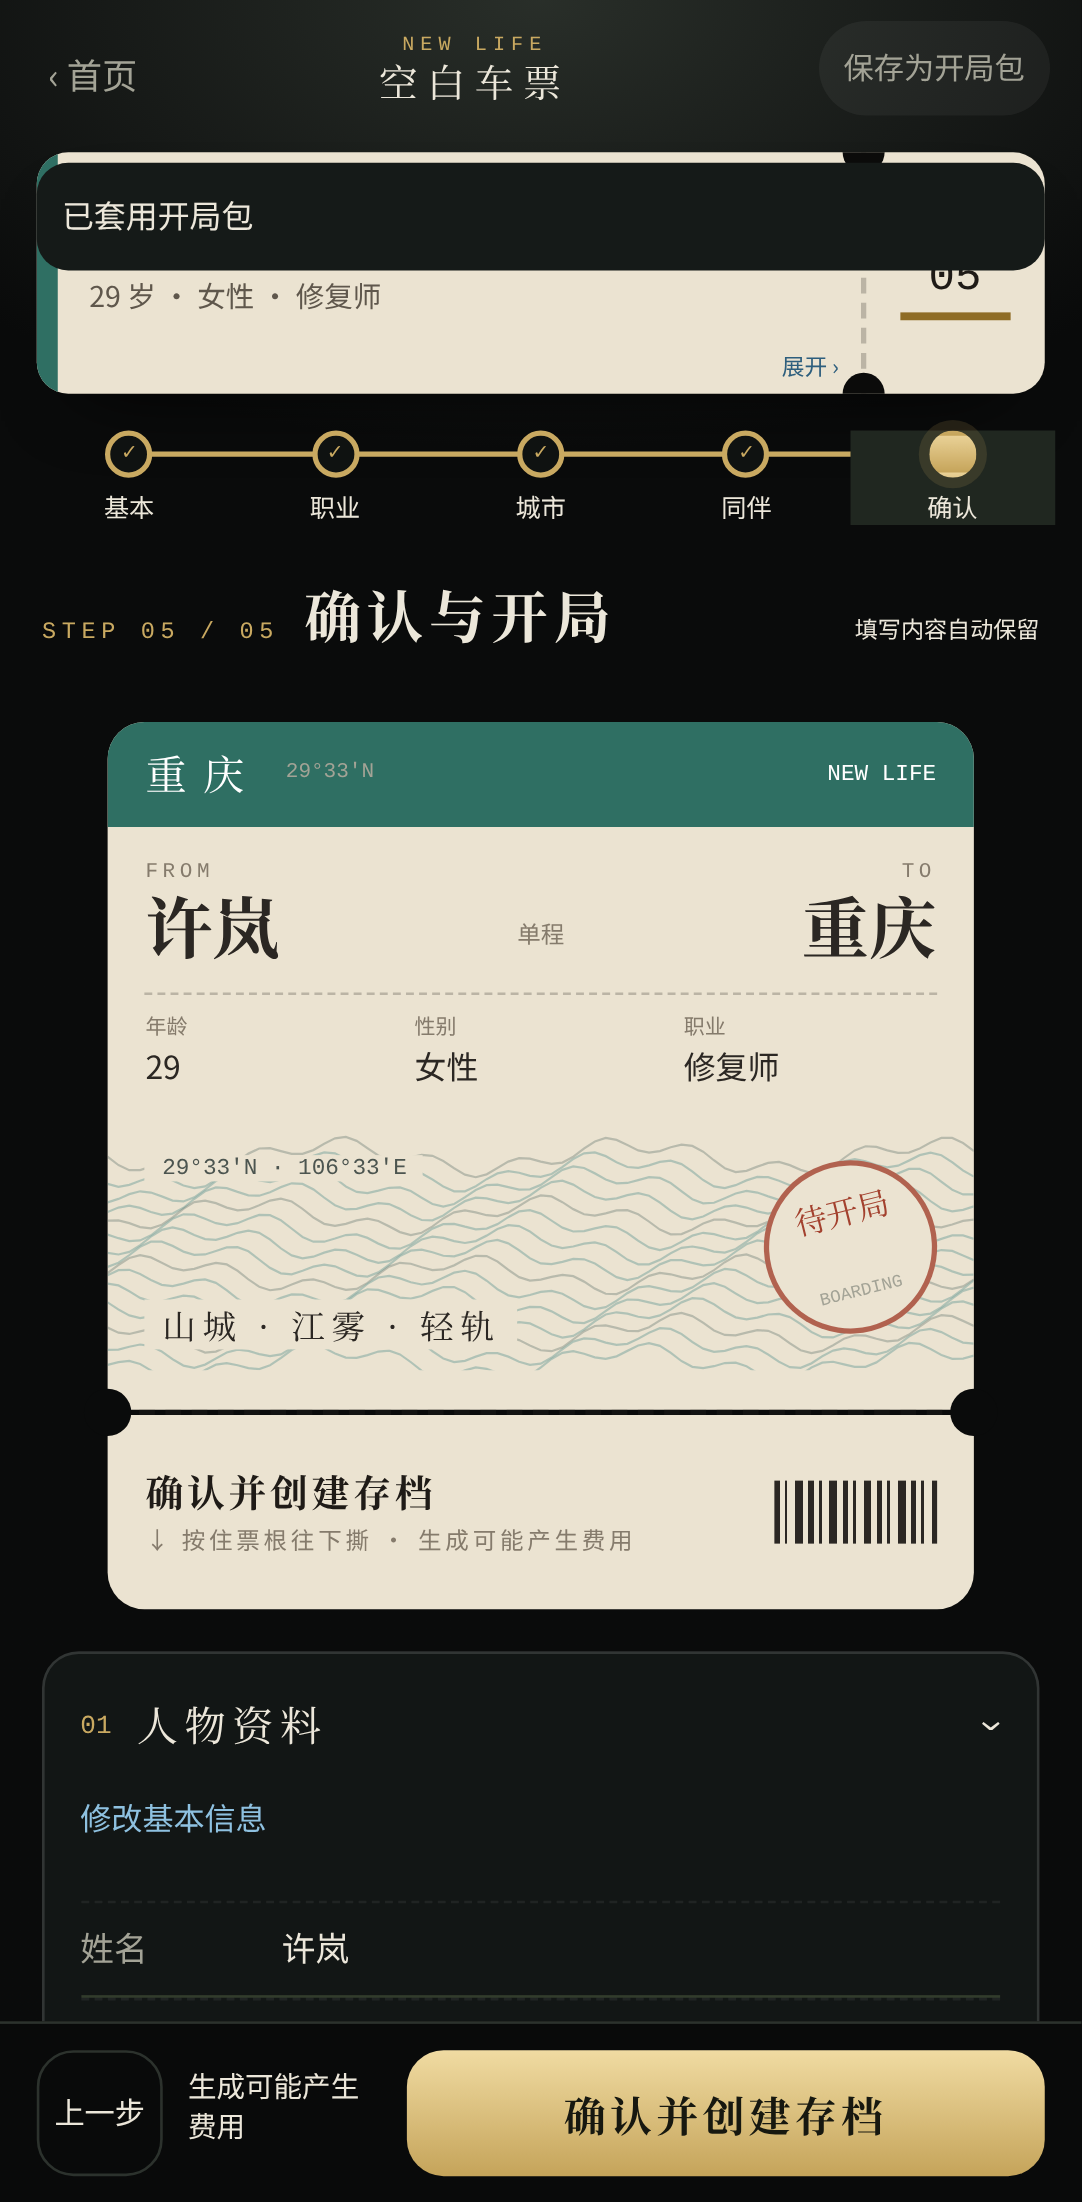 ‹ 首页
NEW LIFE
空白车票
保存为开局包
已套用开局包
05
29 岁 · 女性 · 修复师
展开 ›
✓ ✓ ✓ ✓
基本 职业 城市 同伴 确认
STEP 05 / 05 确认与开局 填写内容自动保留
重庆 29°33'N NEW LIFE
FROM TO
许岚 单程 重庆
年龄 性别 职业
29 女性 修复师
29°33'N · 106°33'E
待开局
BOARDING
山城 · 江雾 · 轻轨
确认并创建存档
↓ 按住票根往下撕 · 生成可能产生费用
01 人物资料
修改基本信息
姓名 许岚
上一步
生成可能产生
费用
确认并创建存档